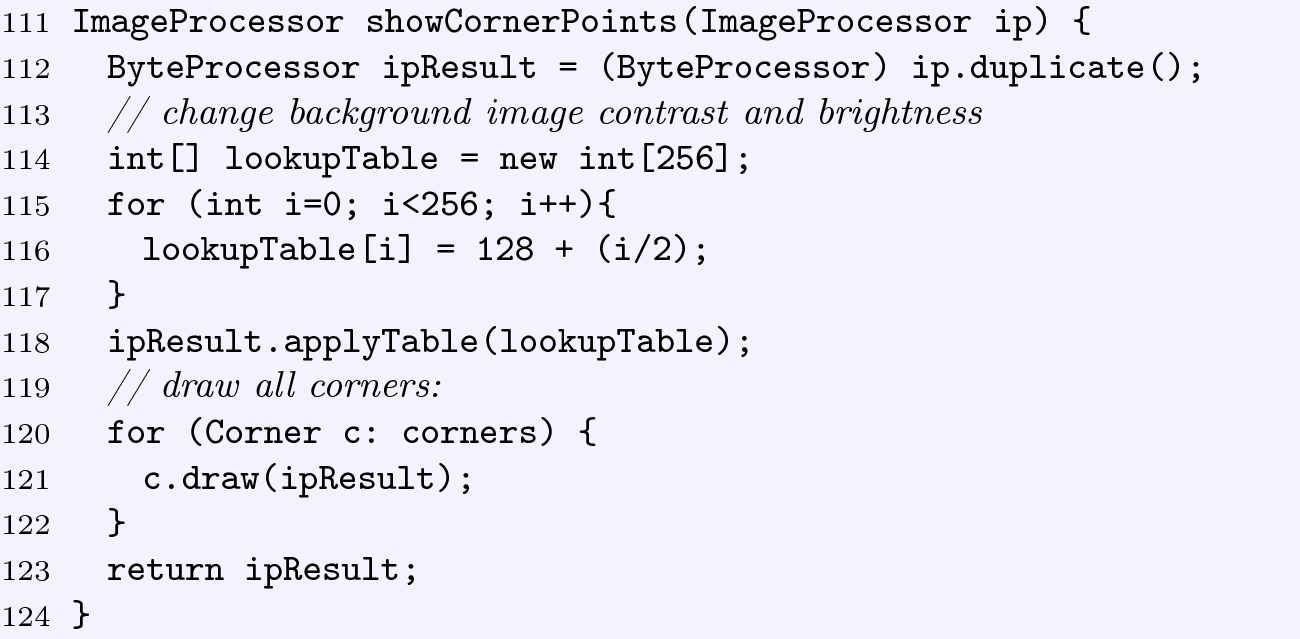 111 ImageProcessor showCornerPoints(ImageProcessor ip) {
112   ByteProcessor ipResult = (ByteProcessor) ip.duplicate();
113   // change background image contrast and brightness
114   int[] lookupTable = new int[256];
115   for (int i=0; i<256; i++){
116     lookupTable[i] = 128 + (i/2);
117   }
118   ipResult.applyTable(lookupTable);
119   // draw all corners:
120   for (Corner c: corners) {
121     c.draw(ipResult);
122   }
123   return ipResult;
124 }